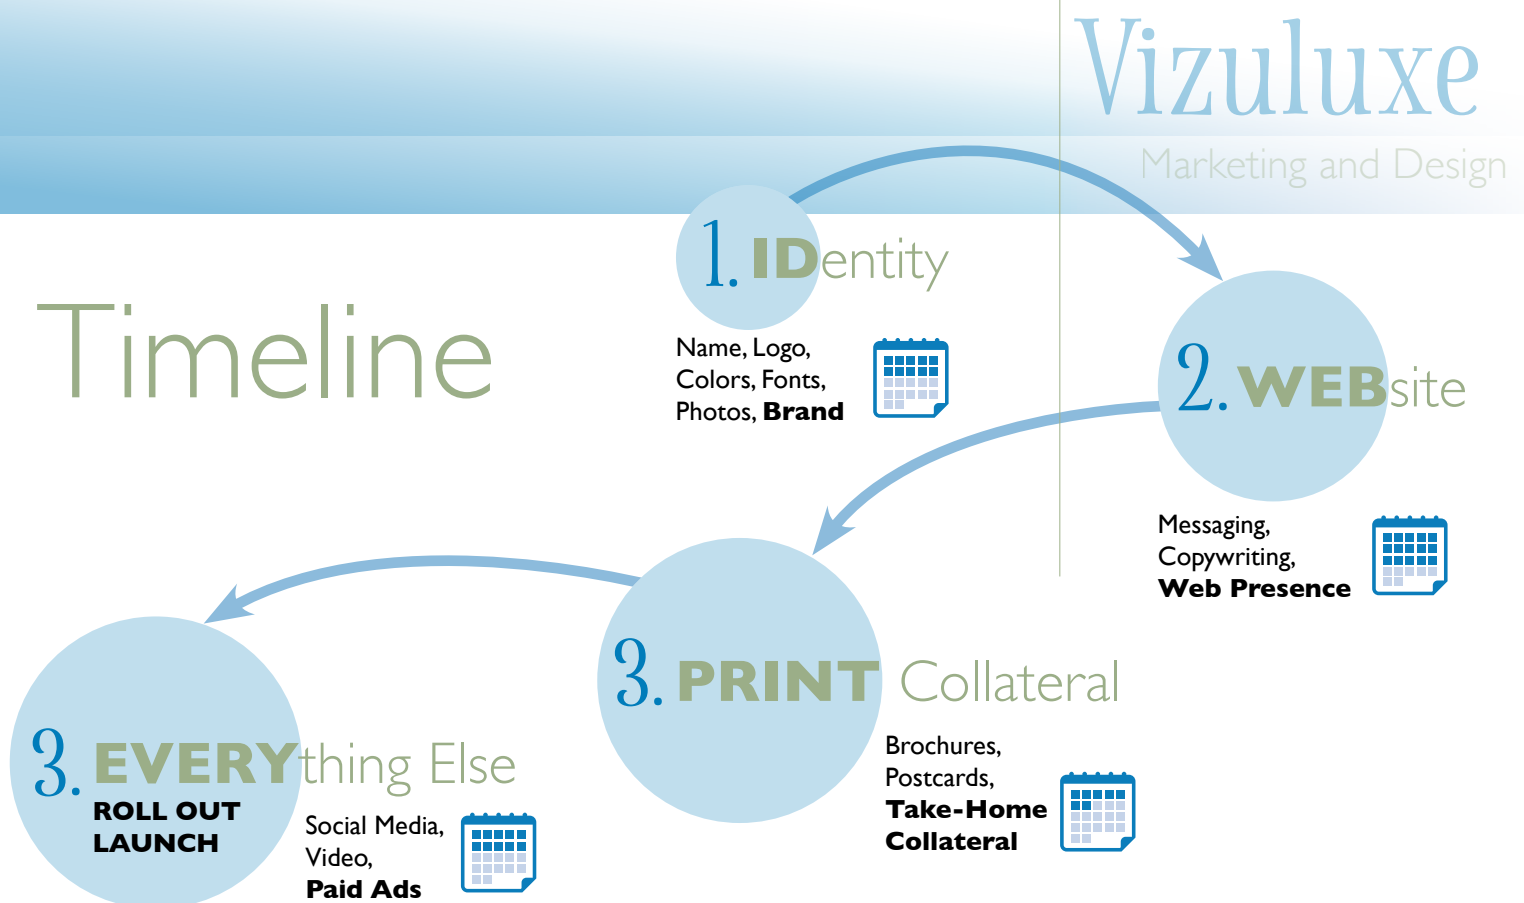 Vizuluxe
Marketing and Design
Timeline
1. IDentity
Name, Logo,
Colors, Fonts,
Photos, Brand
2. WEBsite
Messaging,
Copywriting,
Web Presence
3. PRINT Collateral
Brochures,
Postcards,
Take-Home
Collateral
3. EVERYthing Else
ROLL OUT
LAUNCH
Social Media,
Video,
Paid Ads